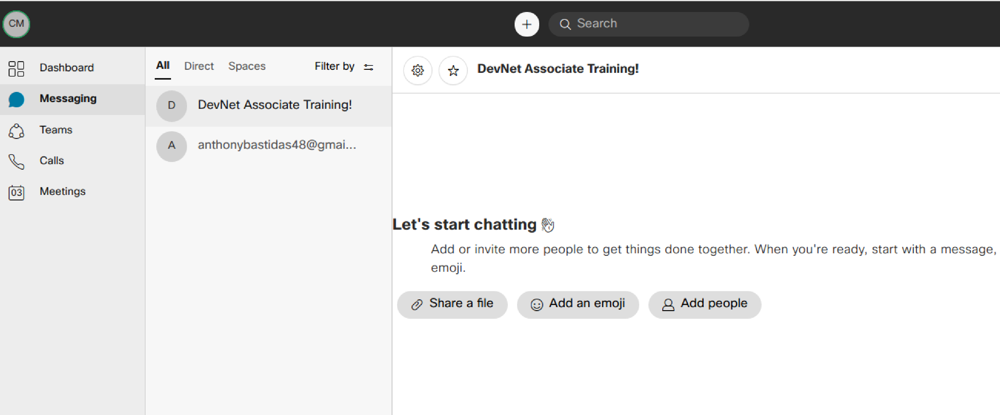 CM
Search
Dashboard
Messaging
Teams
Calls
03
Meetings
All Direct Spaces Filter by
D
DevNet Associate Training!
A
anthonybastidas48@gmai...
DevNet Associate Training!
Let's start chatting 👋
Add or invite more people to get things done together. When you're ready, start with a message,
emoji.
Share a file Add an emoji Add people